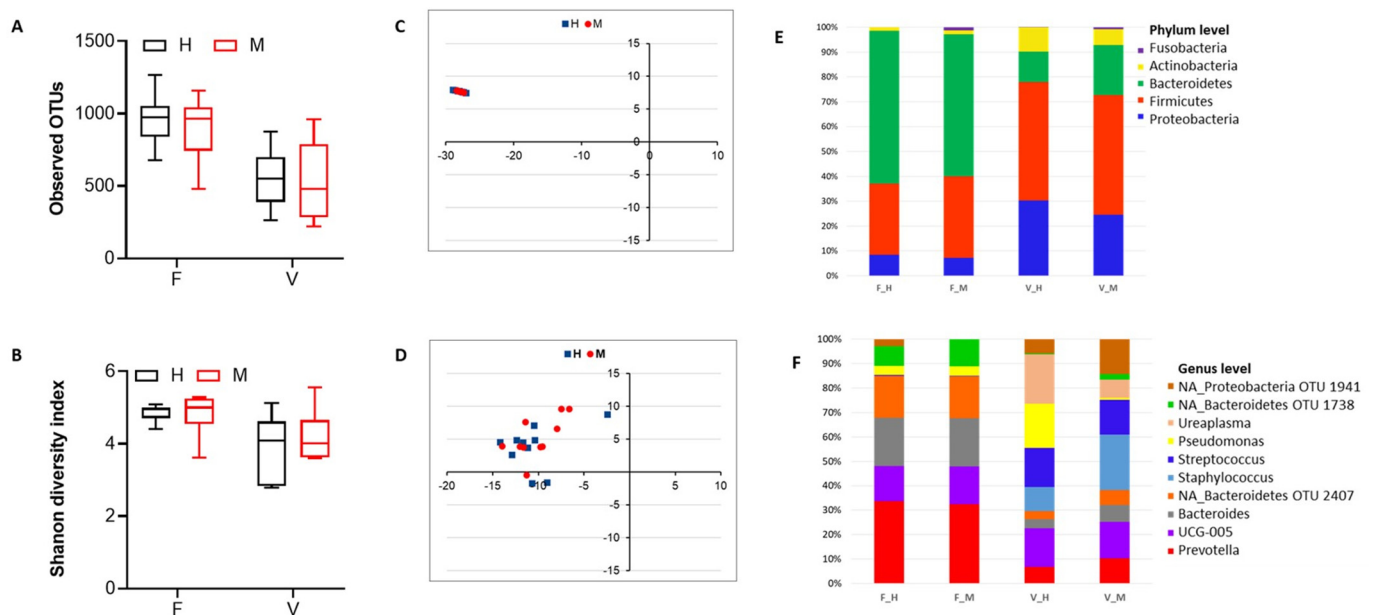 A
1500
1000
500
0
Observed OTUs
H M
F V
B
6
4
2
0
Shanon diversity index
H M
F V
C
H M
15
10
5
0
-5
-10
-15
-30 -20 -10 0 10
D
H M
15
10
5
0
-5
-10
-15
-20 -15 -10 -5 0 5 10
E
100%
90%
80%
70%
60%
50%
40%
30%
20%
10%
0%
F_H F_M V_H V_M
Phylum level
Fusobacteria
Actinobacteria
Bacteroidetes
Firmicutes
Proteobacteria
F
100%
90%
80%
70%
60%
50%
40%
30%
20%
10%
0%
F_H F_M V_H V_M
Genus level
NA_Proteobacteria OTU 1941
NA_Bacteroidetes OTU 1738
Ureaplasma
Pseudomonas
Streptococcus
Staphylococcus
NA_Bacteroidetes OTU 2407
Bacteroides
UCG-005
Prevotella